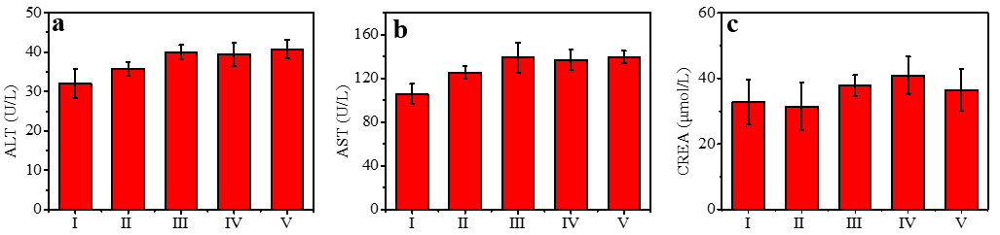 a
ALT (U/L)
50
40
30
20
10
0
I II III IV V
b
AST (U/L)
160
120
80
40
0
I II III IV V
c
CREA (μmol/L)
60
40
20
0
I II III IV V